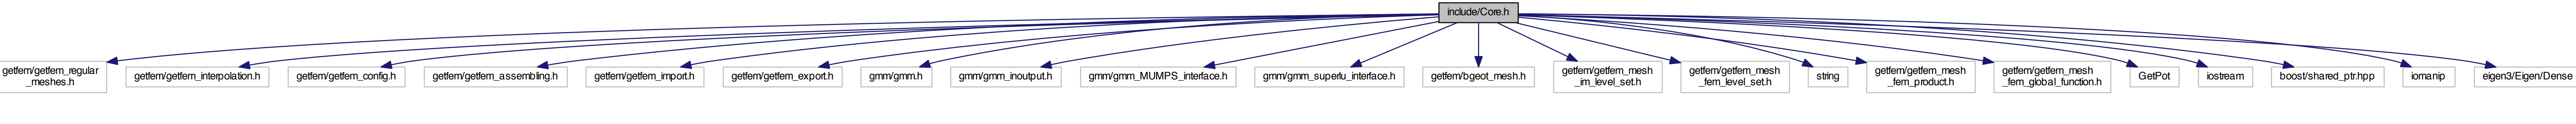 include/Core.h
getfem/getfem_regular
_meshes.h
getfem/getfem_interpolation.h
getfem/getfem_config.h
getfem/getfem_assembling.h
getfem/getfem_import.h
getfem/getfem_export.h
gmm/gmm.h
gmm/gmm_inoutput.h
gmm/gmm_MUMPS_interface.h
gmm/gmm_superlu_interface.h
getfem/bgeot_mesh.h
getfem/getfem_mesh
_im_level_set.h
getfem/getfem_mesh
_fem_level_set.h
string
getfem/getfem_mesh
_fem_product.h
getfem/getfem_mesh
_fem_global_function.h
GetPot
iostream
boost/shared_ptr.hpp
iomanip
eigen3/Eigen/Dense